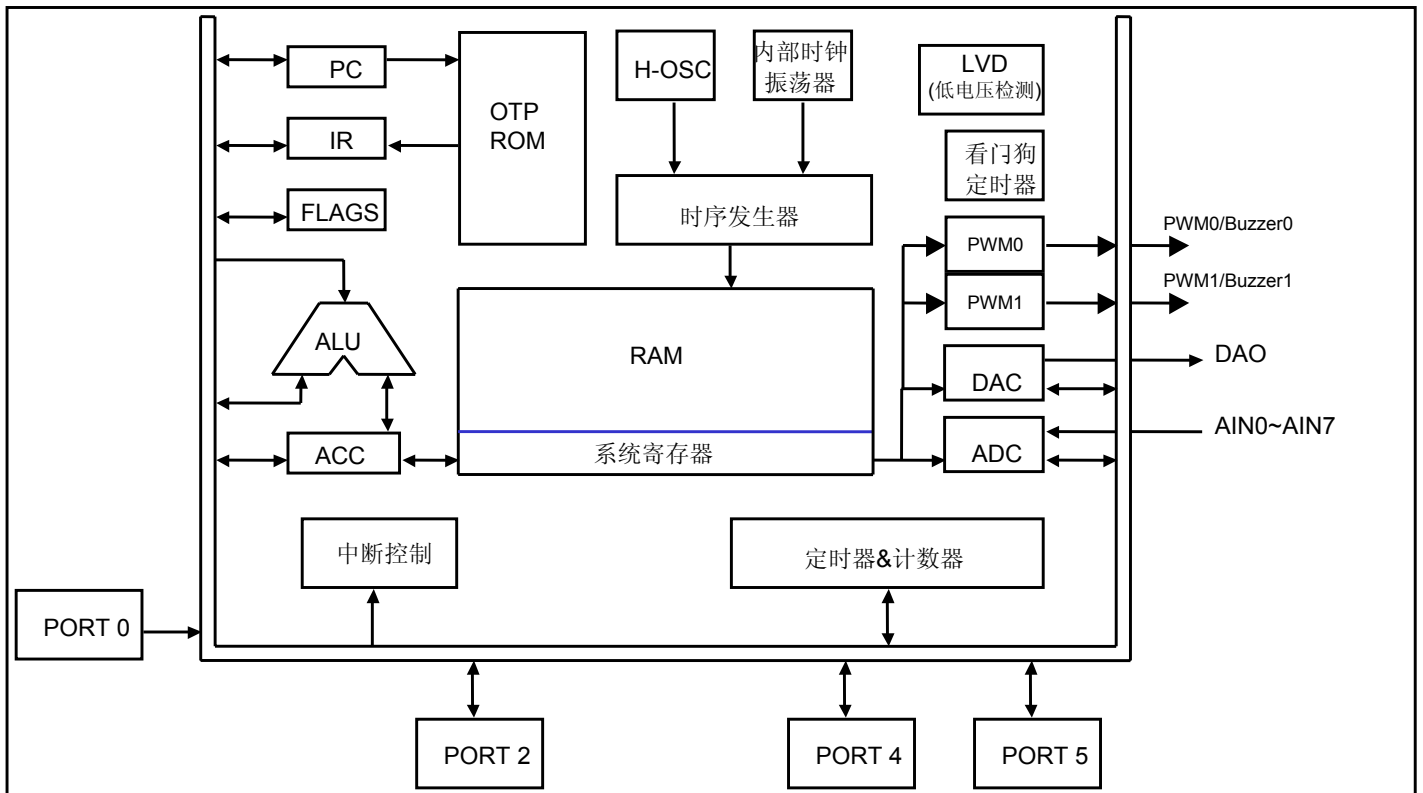 PC
IR
FLAGS
OTP
ROM
H-OSC
内部时钟
振荡器
LVD
(低电压检测)
看门狗
定时器
时序发生器
PWM0
PWM0/Buzzer0
PWM1
PWM1/Buzzer1
ALU
RAM
DAC
DAO
ACC
系统寄存器
ADC
AIN0~AIN7
中断控制
定时器&计数器
PORT 0
PORT 2
PORT 4
PORT 5